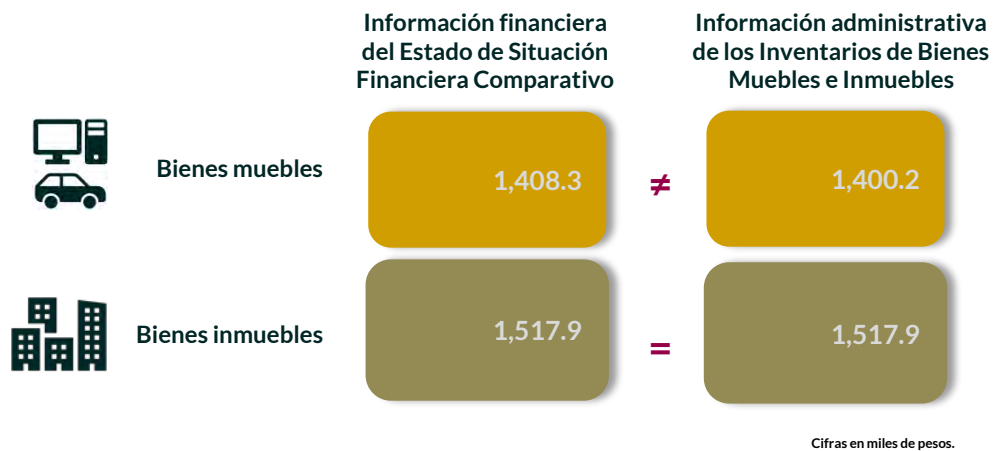 Información financiera
del Estado de Situación
Financiera Comparativo
Información administrativa
de los Inventarios de Bienes
Muebles e Inmuebles
Bienes muebles
1,408.3
≠
1,400.2
Bienes inmuebles
1,517.9
=
1,517.9
Cifras en miles de pesos.